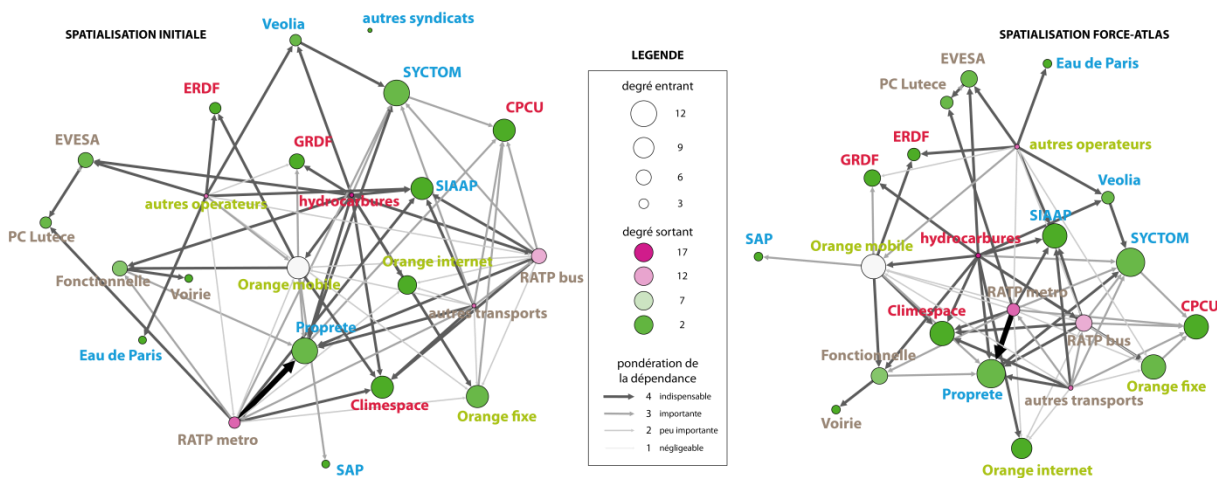 SPATIALISATION INITIALE
Veolia
autres syndicats
SYCTOM
ERDF
CPCU
EVESA
GRDF
SIAAP
autres operateurs
hydrocarbures
PC Lutece
Fonctionnelle
Orange internet
RATP bus
Voirie
Orange mobile
autres transports
Proprete
Eau de Paris
Climespace
Orange fixe
RATP metro
SAP
LEGENDE
degré entrant
12
9
6
3
degré sortant
17
12
7
2
pondération de
la dépendance
4 indispensable
3 importante
2 peu importante
1 négligeable
SPATIALISATION FORCE-ATLAS
EVESA
Eau de Paris
PC Lutece
ERDF
autres operateurs
GRDF
Veolia
SIAAP
SAP
Orange mobile
hydrocarbures
SYCTOM
RATP metro
Climespace
CPCU
RATP bus
Fonctionnelle
Orange fixe
Proprete
autres transports
Voirie
Orange internet